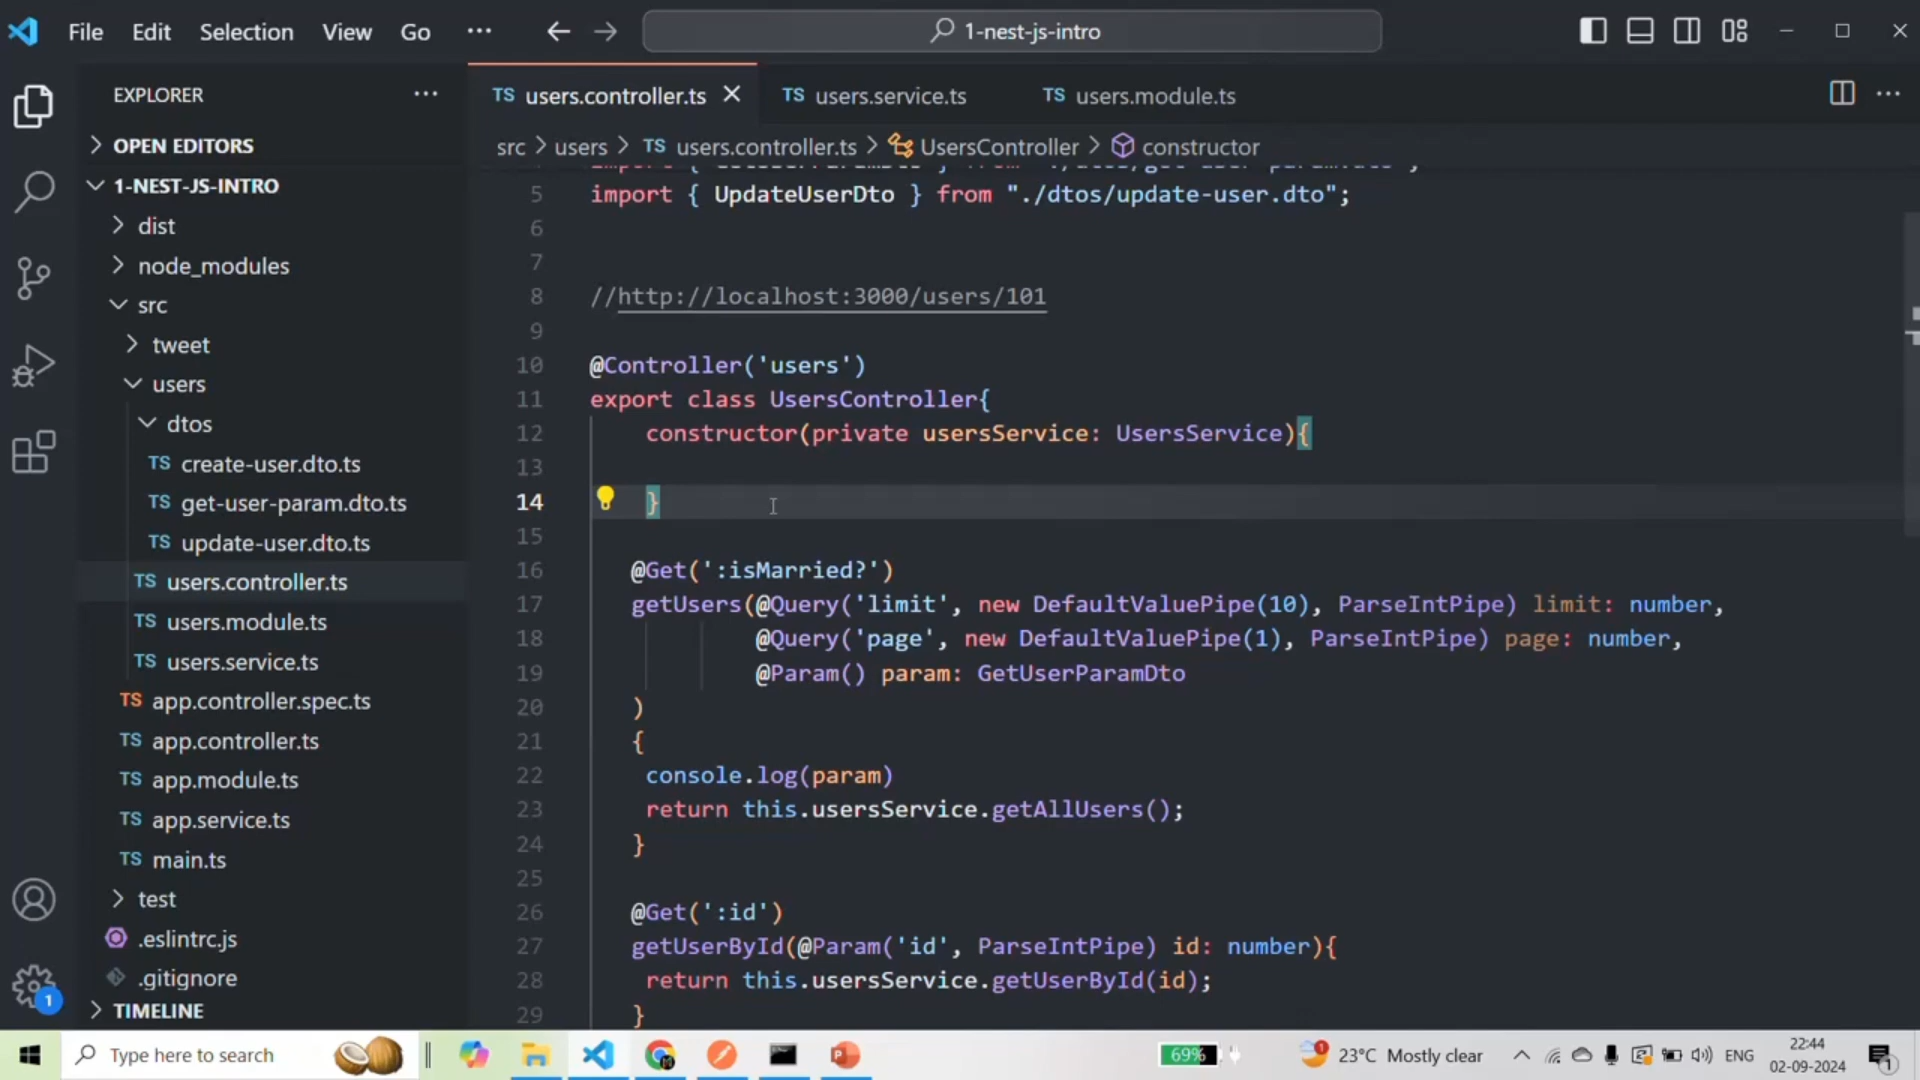 File Edit Selection View Go ··· 1-nest-js-intro
EXPLORER ···
OPEN EDITORS
1-NEST-JS-INTRO
dist
node_modules
src
tweet
users
dtos
TS create-user.dto.ts
TS get-user-param.dto.ts
TS update-user.dto.ts
TS users.controller.ts
TS users.module.ts
TS users.service.ts
TS app.controller.spec.ts
TS app.controller.ts
TS app.module.ts
TS app.service.ts
TS main.ts
test
.eslintrc.js
.gitignore
TIMELINE
1
TS users.controller.ts TS users.service.ts TS users.module.ts
src > users > TS users.controller.ts > UsersController > constructor
5 import { UpdateUserDto } from "./dtos/update-user.dto";
6
7
8 //http://localhost:3000/users/101
9
10 @Controller('users')
11 export class UsersController{
12 constructor(private usersService: UsersService){
13
14 }
15
16 @Get(':isMarried?')
17 getUsers(@Query('limit', new DefaultValuePipe(10), ParseIntPipe) limit: number,
18 @Query('page', new DefaultValuePipe(1), ParseIntPipe) page: number,
19 @Param() param: GetUserParamDto
20 )
21 {
22 console.log(param)
23 return this.usersService.getAllUsers();
24 }
25
26 @Get(':id')
27 getUserById(@Param('id', ParseIntPipe) id: number){
28 return this.usersService.getUserById(id);
29 }
Type here to search 69% 1 23°C Mostly clear ENG 22:44
02-09-2024 1